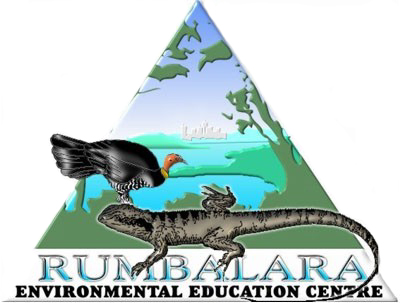 RUMBALARA
ENVIRONMENTAL EDUCATION CENTRE